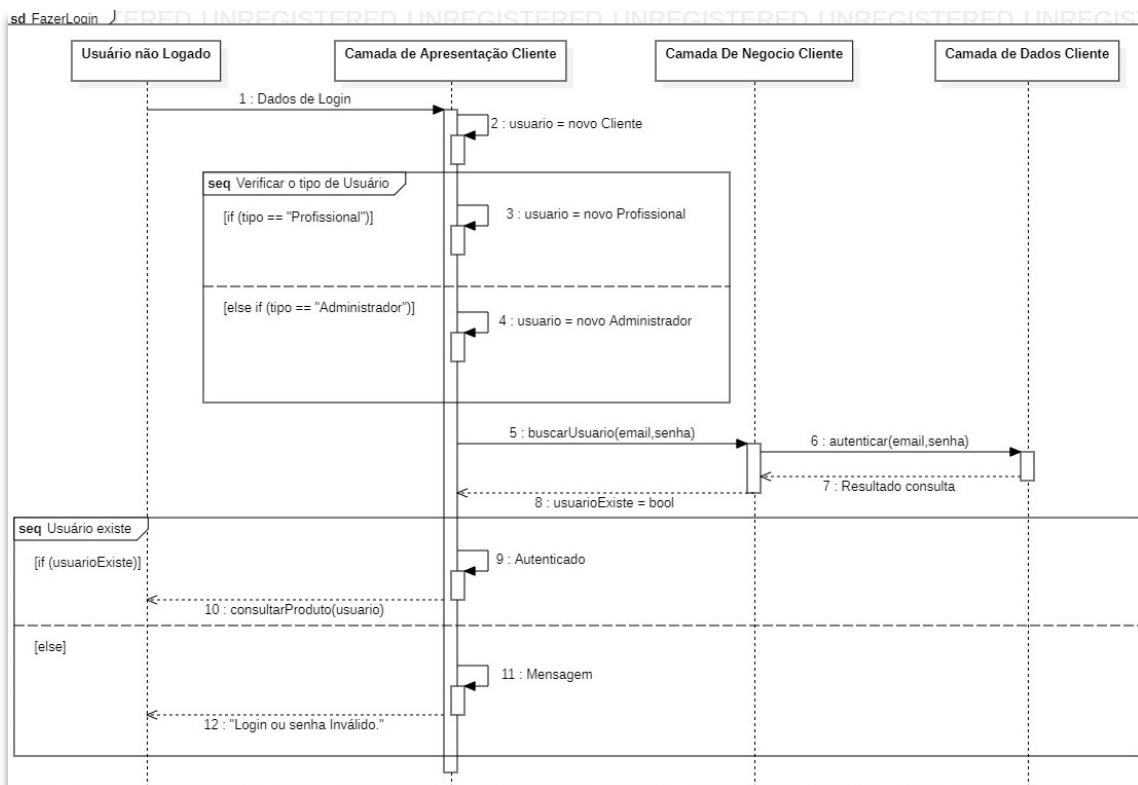 sd FazerLogin
UNREGISTERED UNREGISTERED UNREGISTERED
Usuário não Logado
Camada de Apresentação Cliente
Camada De Negocio Cliente
Camada de Dados Cliente
1 : Dados de Login
2 : usuario = novo Cliente
seq Verificar o tipo de Usuário
[if (tipo == "Profissional")]
3 : usuario = novo Profissional
[else if (tipo == "Administrador")]
4 : usuario = novo Administrador
5 : buscarUsuario(email,senha)
6 : autenticar(email,senha)
7 : Resultado consulta
8 : usuarioExiste = bool
seq Usuário existe
[if (usuarioExiste)]
9 : Autenticado
10 : consultarProduto(usuario)
[else]
11 : Mensagem
12 : "Login ou senha Inválido."